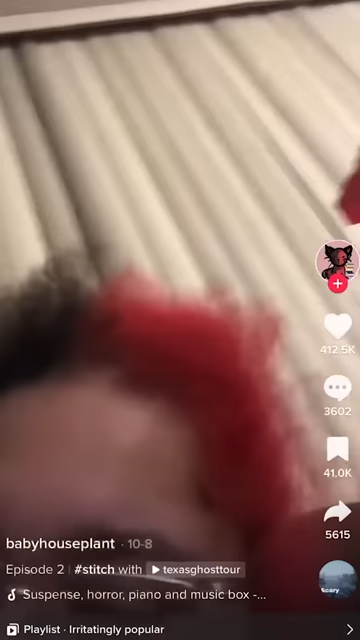 412.5K
3602
41.0K
5615
babyhouseplant · 10-8
Episode 2 | #stitch with ▶ texasghosttour
Suspense, horror, piano and music box -...
Scary
Playlist · Irritatingly popular